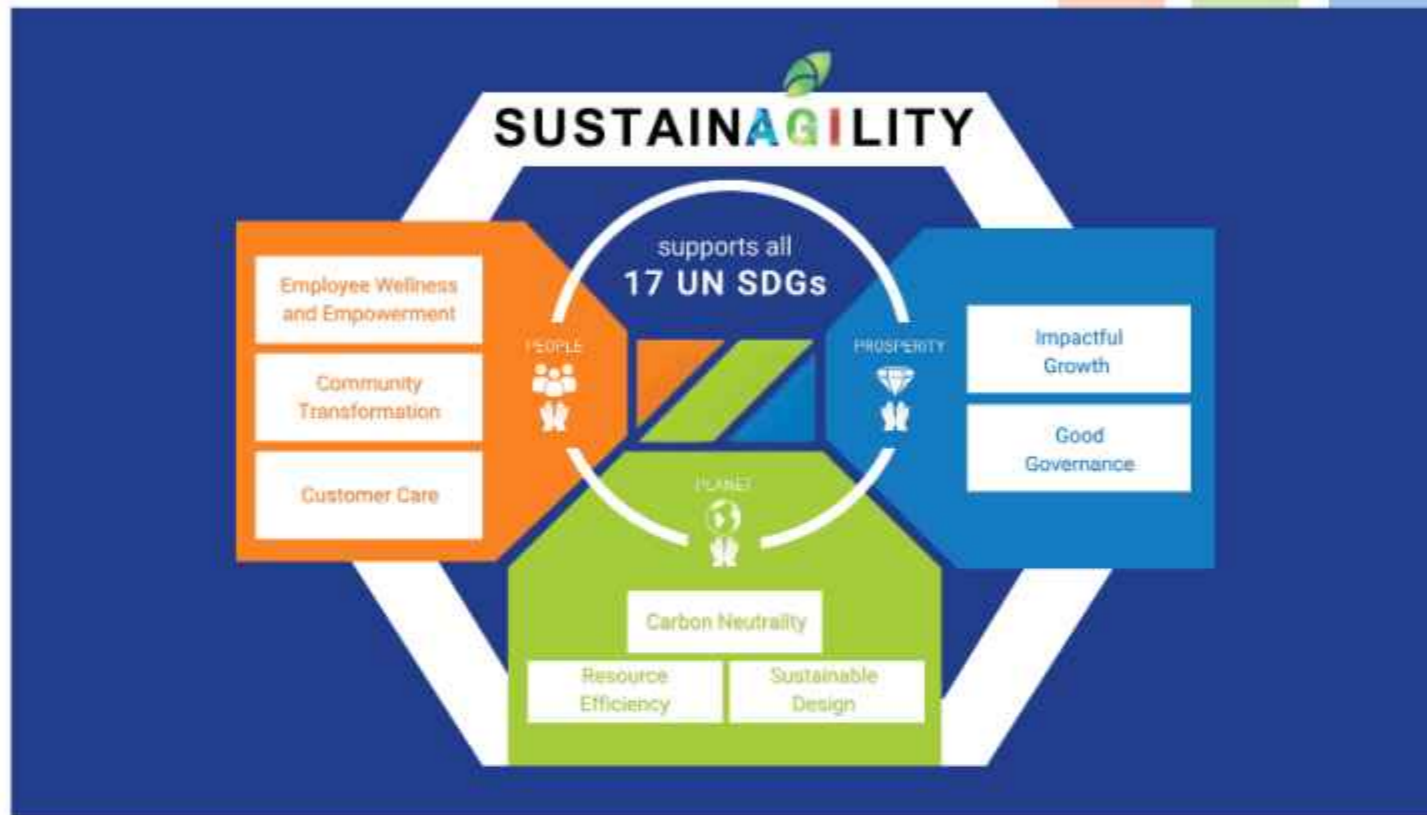 SUSTAINAGILITY
supports all
17 UN SDGs
PEOPLE
Employee Wellness
and Empowerment
Community
Transformation
Customer Care
PROSPERITY
Impactful
Growth
Good
Governance
PLANET
Carbon Neutrailty
Resource
Efficiency
Sustainable
Design